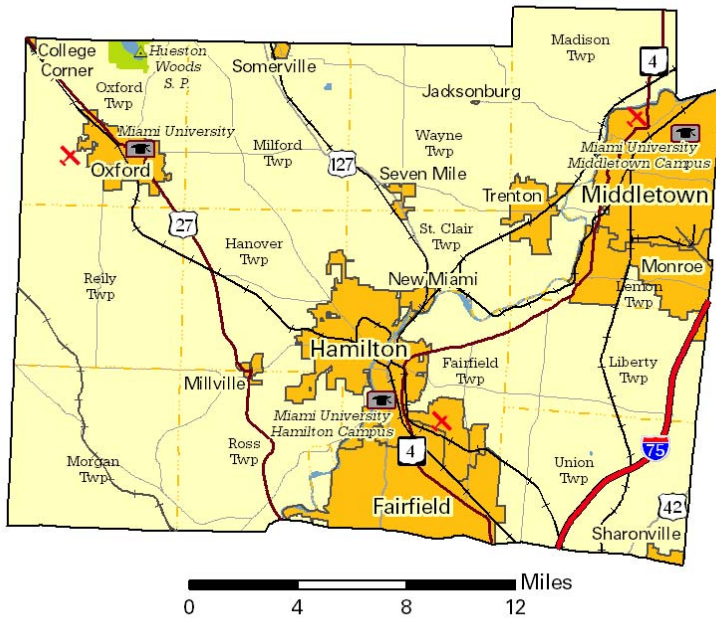 Madison
Twp
4
College
Corner
Hueston
Woods
S. P.
Somerville
Oxford
Twp
Jacksonburg
Miami University
Milford
Twp
Wayne
Twp
Miami University
Middletown Campus
Oxford
127
Seven Mile
Trenton
Middletown
27
Hanover
Twp
St. Clair
Twp
Reily
Twp
New Miami
Monroe
Lemon
Twp
Hamilton
Fairfield
Twp
Liberty
Twp
Millville
Miami University
Hamilton Campus
Ross
Twp
4
75
Morgan
Twp
Union
Twp
Fairfield
42
Sharonville
Miles
0 4 8 12